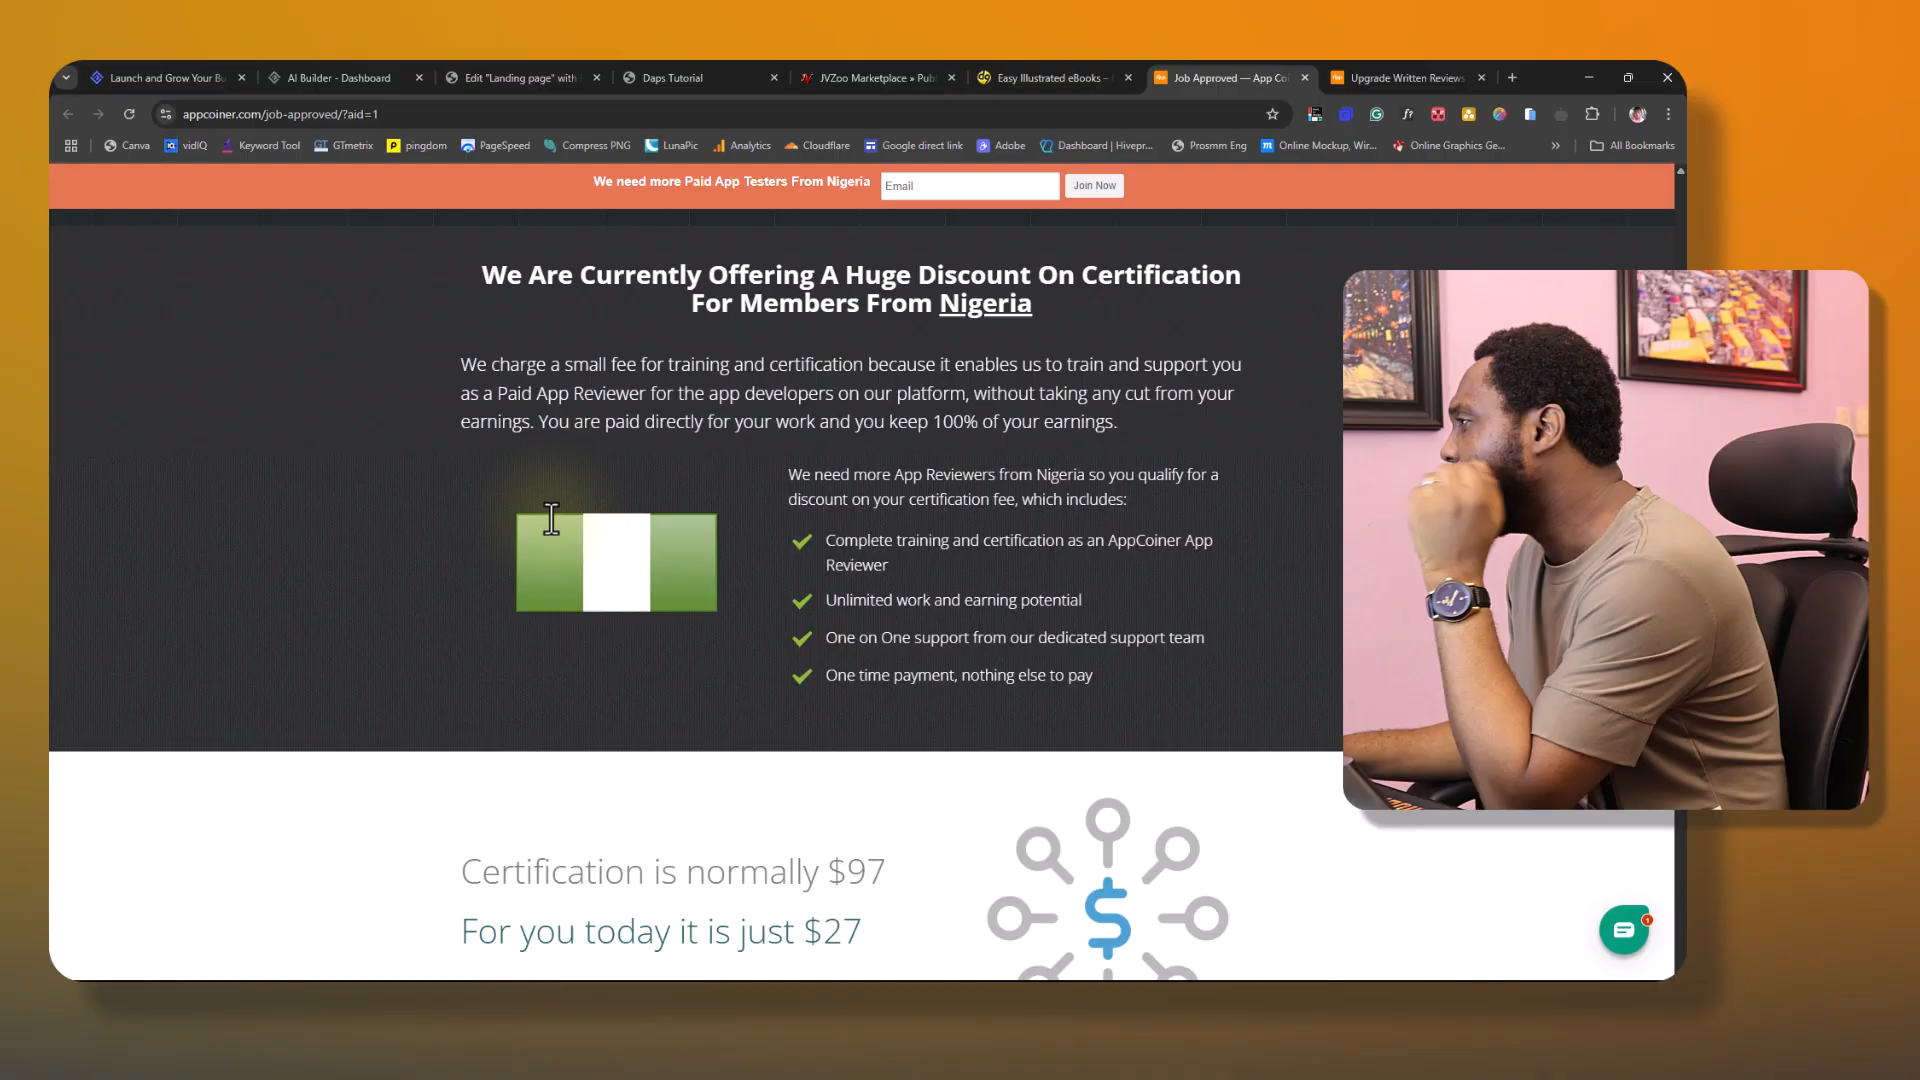 Launch and Grow Your Bu
AI Builder - Dashboard
Edit "Landing page" with
Daps Tutorial
JVZoo Marketplace » Publ
Easy Illustrated eBooks –
Job Approved — App Coi
Upgrade Written Reviews
appcoiner.com/job-approved/?aid=1
Canva
vidIQ
Keyword Tool
GTmetrix
pingdom
PageSpeed
Compress PNG
LunaPic
Analytics
Cloudflare
Google direct link
Adobe
Dashboard | Hivepr...
Prosmm Eng
Online Mockup, Wir...
Online Graphics Ge...
All Bookmarks
We need more Paid App Testers From Nigeria
Email
Join Now
We Are Currently Offering A Huge Discount On Certification
For Members From Nigeria
We charge a small fee for training and certification because it enables us to train and support you
as a Paid App Reviewer for the app developers on our platform, without taking any cut from your
earnings. You are paid directly for your work and you keep 100% of your earnings.
We need more App Reviewers from Nigeria so you qualify for a
discount on your certification fee, which includes:
Complete training and certification as an AppCoiner App
Reviewer
Unlimited work and earning potential
One on One support from our dedicated support team
One time payment, nothing else to pay
Certification is normally $97
For you today it is just $27
1